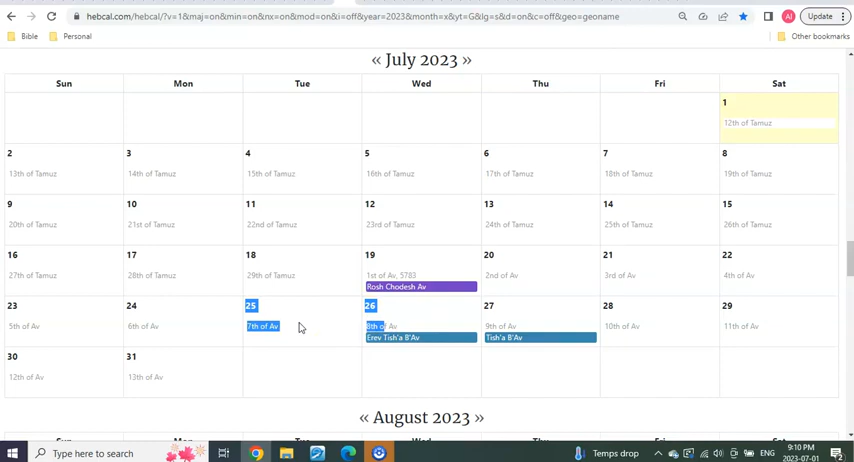 hebcal.com/hebcal/?v=1&maj=on&min=on&nx=on&mod=on&i=off&year=2023&month=x&yt=G&lg=s&d=on&c=off&geo=geoname
Update
Bible
Personal
Other bookmarks
« July 2023 »
Sun Mon Tue Wed Thu Fri Sat
1
12th of Tamuz
2 3 4 5 6 7 8
13th of Tamuz 14th of Tamuz 15th of Tamuz 16th of Tamuz 17th of Tamuz 18th of Tamuz 19th of Tamuz
9 10 11 12 13 14 15
20th of Tamuz 21st of Tamuz 22nd of Tamuz 23rd of Tamuz 24th of Tamuz 25th of Tamuz 26th of Tamuz
16 17 18 19 20 21 22
27th of Tamuz 28th of Tamuz 29th of Tamuz 1st of Av, 5783 2nd of Av 3rd of Av 4th of Av
Rosh Chodesh Av
23 24 25 26 27 28 29
5th of Av 6th of Av 7th of Av 8th of Av 9th of Av 10th of Av 11th of Av
Erev Tish'a B'Av Tish'a B'Av
30 31
12th of Av 13th of Av
« August 2023 »
Type here to search
Temps drop
ENG
9:10 PM
2023-07-01
2